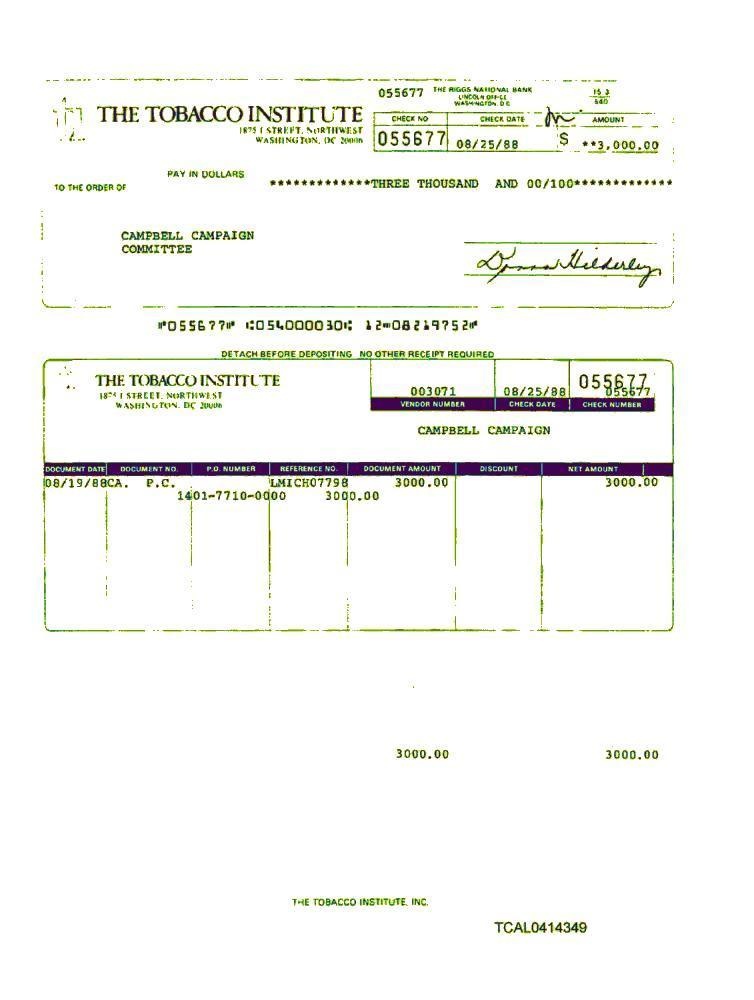 055677 THE RIGGS NATIONAL BANK
LINCOLN OFFICE
WASHINGTON, D.C.
15 3
540
THE TOBACCO INSTITUTE
1875 I STREET, NORTHWEST
WASHINGTON, DC 20006
CHECK NO CHECK DATE AMOUNT
055677 08/25/88 $ **3,000.00
PAY IN DOLLARS
TO THE ORDER OF *************THREE THOUSAND AND 00/100*************
CAMPBELL CAMPAIGN
COMMITTEE
⑈055677⑈ ⑆054000030⑆ 12⑉08219752⑈
DETACH BEFORE DEPOSITING NO OTHER RECEIPT REQUIRED
THE TOBACCO INSTITUTE
1875 I STREET, NORTHWEST
WASHINGTON, DC 20006
055677
003071 08/25/88 055677
VENDOR NUMBER CHECK DATE CHECK NUMBER
CAMPBELL CAMPAIGN
DOCUMENT DATE DOCUMENT NO. P.O. NUMBER REFERENCE NO. DOCUMENT AMOUNT DISCOUNT NET AMOUNT
08/19/88CA. P.C. LMICH07798 3000.00 3000.00
1401-7710-0000 3000.00
3000.00 3000.00
THE TOBACCO INSTITUTE, INC.
TCAL0414349